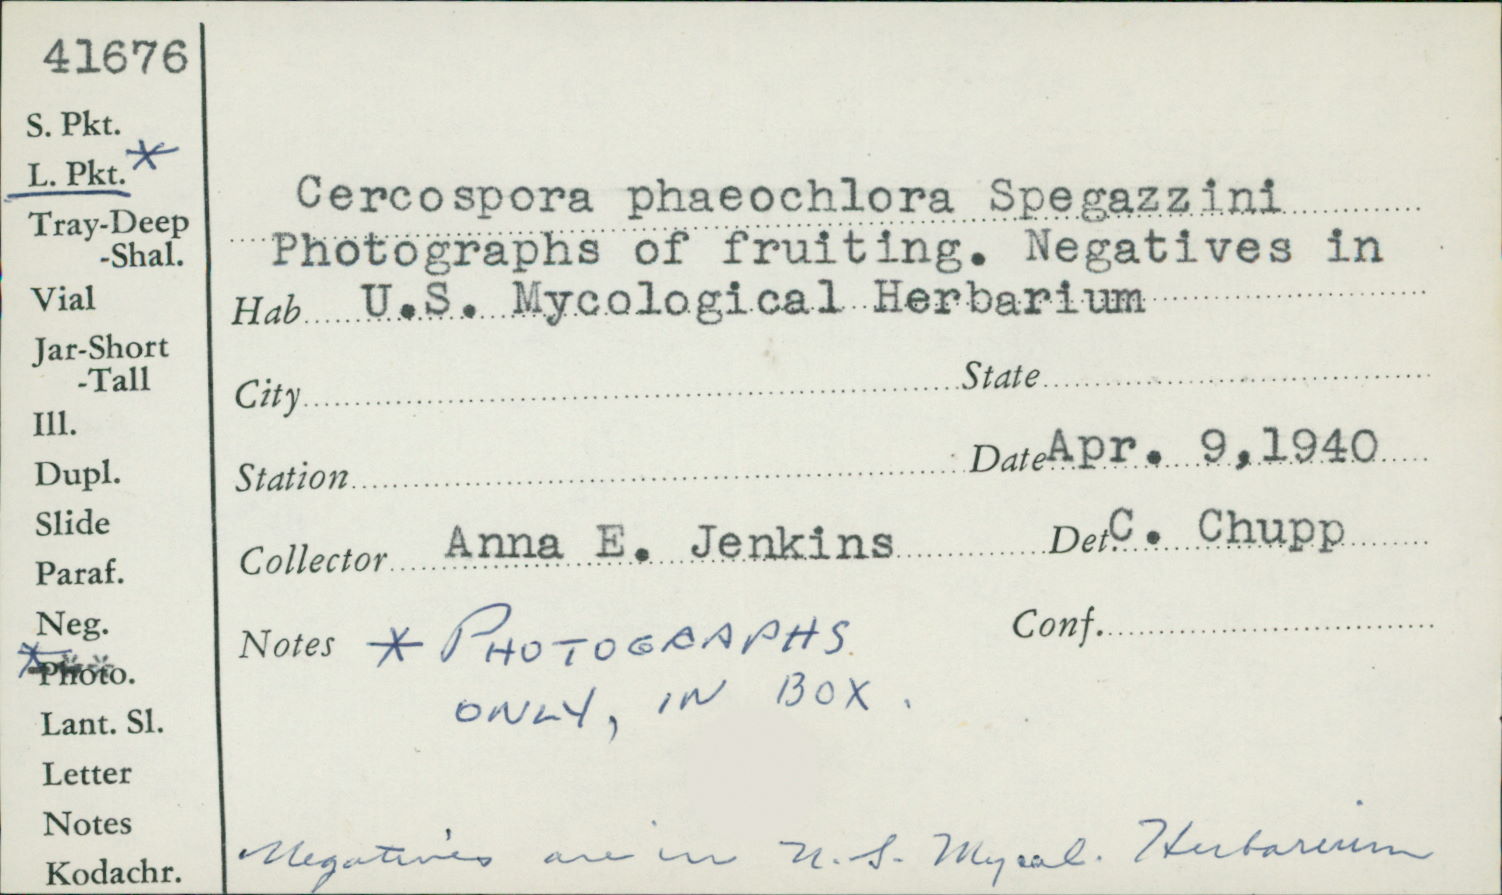 41676
S. Pkt.
L. Pkt. *
Tray-Deep
-Shal.
Vial
Jar-Short
-Tall
Ill.
Dupl.
Slide
Paraf.
Neg.
* Photo.
Lant. Sl.
Letter
Notes
Kodachr.
Cercospora phaeochlora Spegazzini
Photographs of fruiting. Negatives in
Hab U.S. Mycological Herbarium
City State
Station Date Apr. 9,1940
Collector Anna E. Jenkins Det. C. Chupp
Notes * PHOTOGRAPHS Conf.
ONLY, IN BOX.
Negatives are in U.S. Mycol. Herbarium